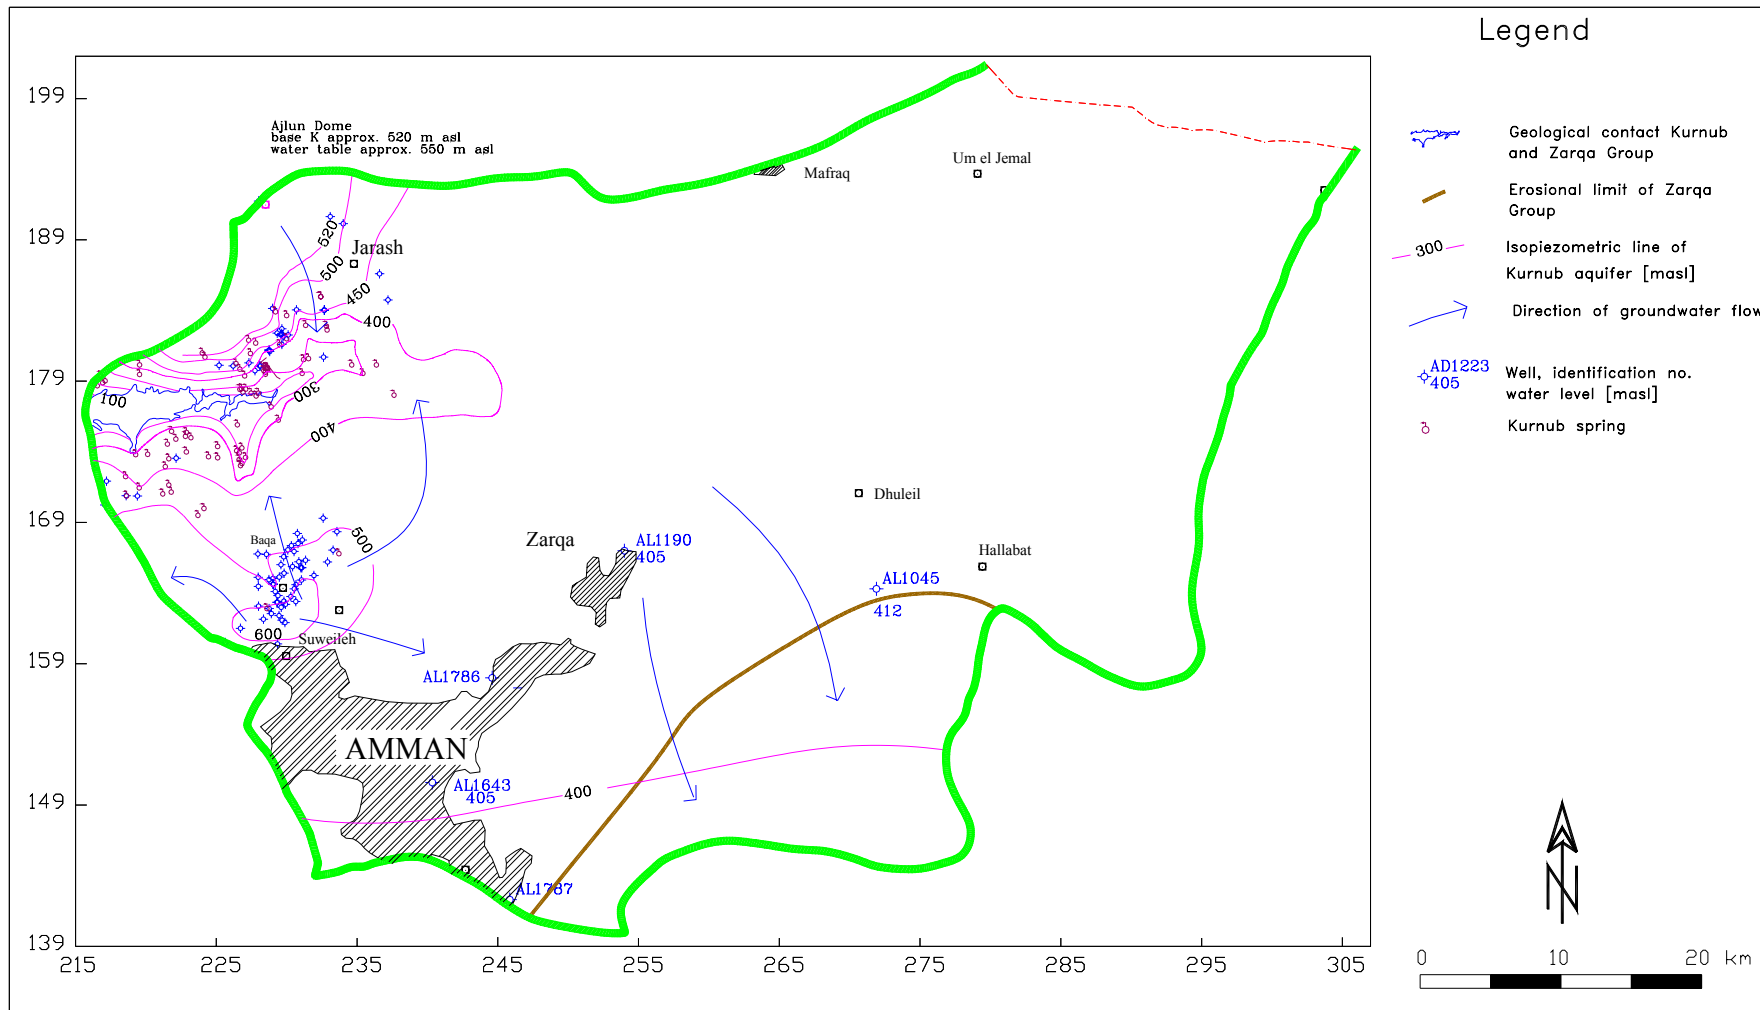 Legend
199
Ajlun Dome
base K approx. 520 m asl
water table approx. 550 m asl
Um el Jemal
Mafraq
Geological contact Kurnub
and Zarqa Group
Erosional limit of Zarqa
Group
300
Isopiezometric line of
Kurnub aquifer [masl]
Direction of groundwater flow
AD1223
405
Well, identification no.
water level [masl]
Kurnub spring
189
520
Jarash
500
450
400
179
100
300
400
169
Baqa
500
Zarqa
AL1190
405
Dhuleil
Hallabat
AL1045
412
600
Suweileh
159
AL1786
AMMAN
AL1643
405
400
149
AL1787
139
215
225
235
245
255
265
275
285
295
305
N
0
10
20
km